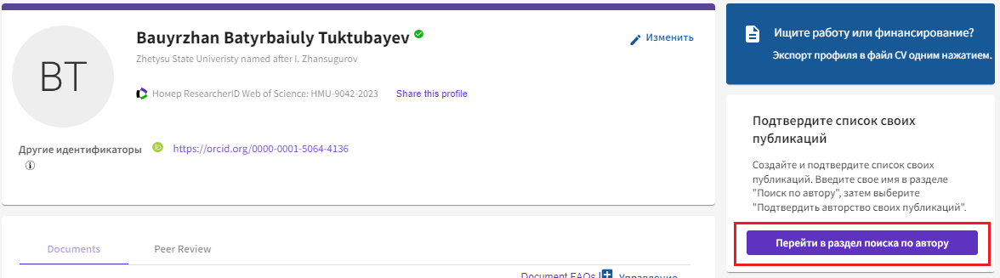 BT
Bauyrzhan Batyrbaiuly Tuktubayev
Изменить
Zhetysu State Univeristy named after I. Zhansugurov
Номер ResearcherID Web of Science: HMU-9042-2023 Share this profile
Другие идентификаторы
iD https://orcid.org/0000-0001-5064-4136
Documents Peer Review
Document FAQs Управление
Ищите работу или финансирование?
Экспорт профиля в файл CV одним нажатием.
Подтвердите список своих
публикаций
Создайте и подтвердите список своих
публикаций. Введите свое имя в разделе
"Поиск по автору", затем выберите
"Подтвердить авторство своих публикаций".
Перейти в раздел поиска по автору